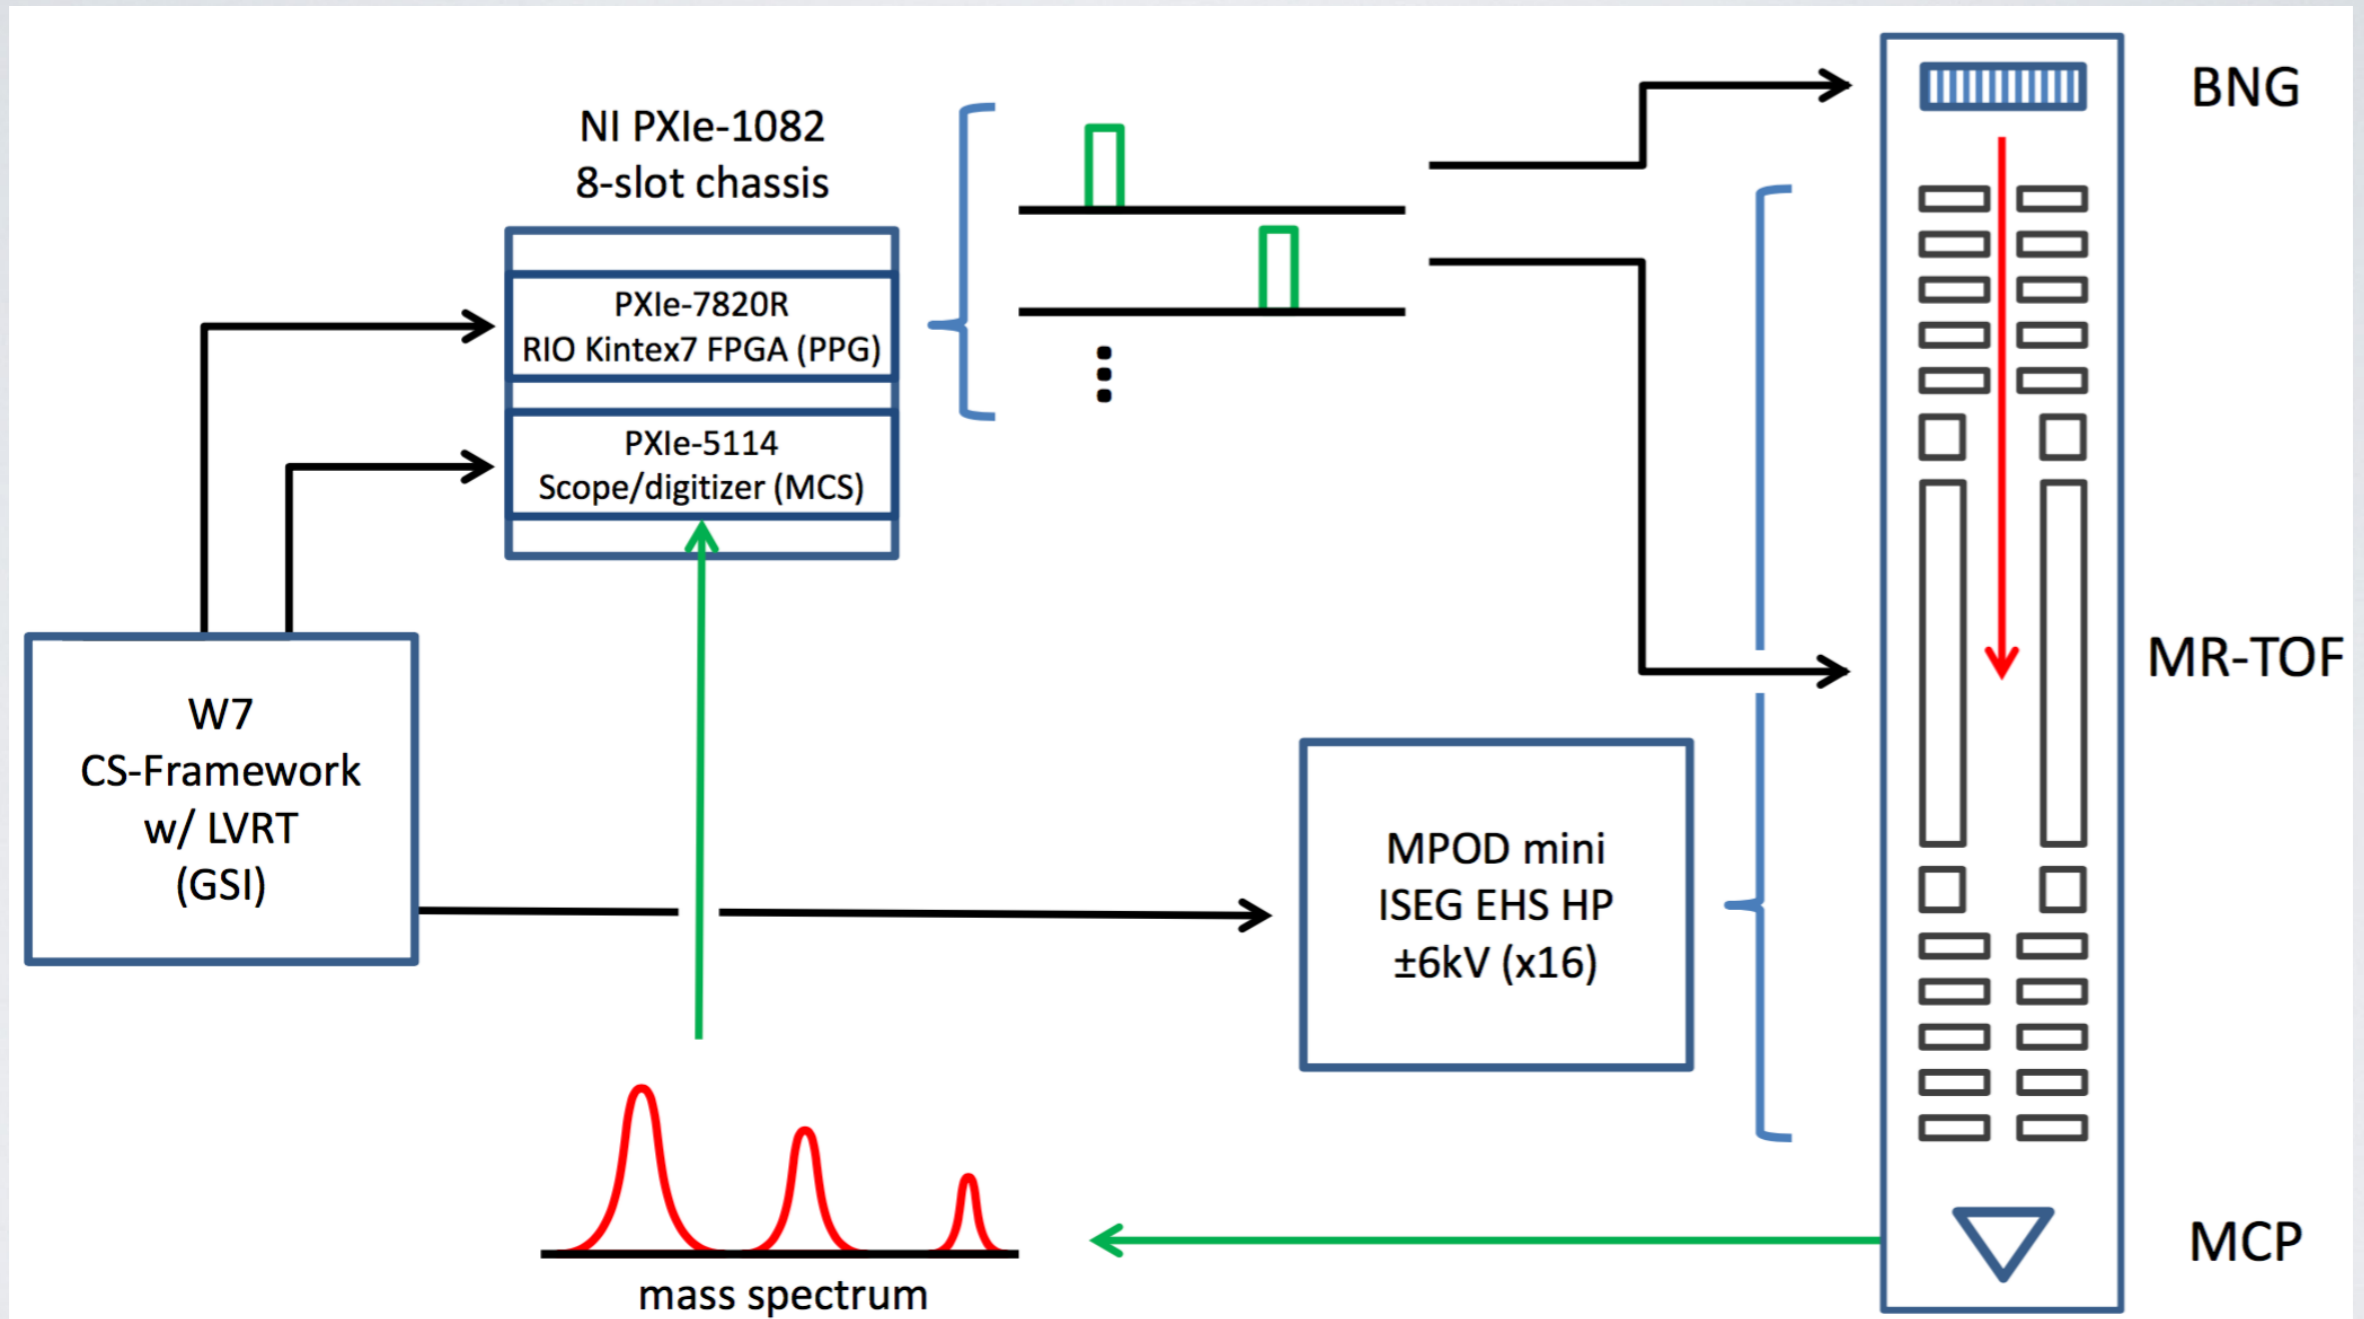 NI PXIe-1082
8-slot chassis
PXIe-7820R
RIO Kintex7 FPGA (PPG)
PXIe-5114
Scope/digitizer (MCS)
W7
CS-Framework
w/ LVRT
(GSI)
MPOD mini
ISEG EHS HP
±6kV (x16)
mass spectrum
BNG
MR-TOF
MCP